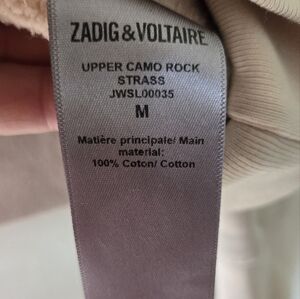 ZADIG & VOLTAIRE
UPPER CAMO ROCK
STRASS
JWSL00035
M
Matière principale/ Main
material:
100% Coton/ Cotton